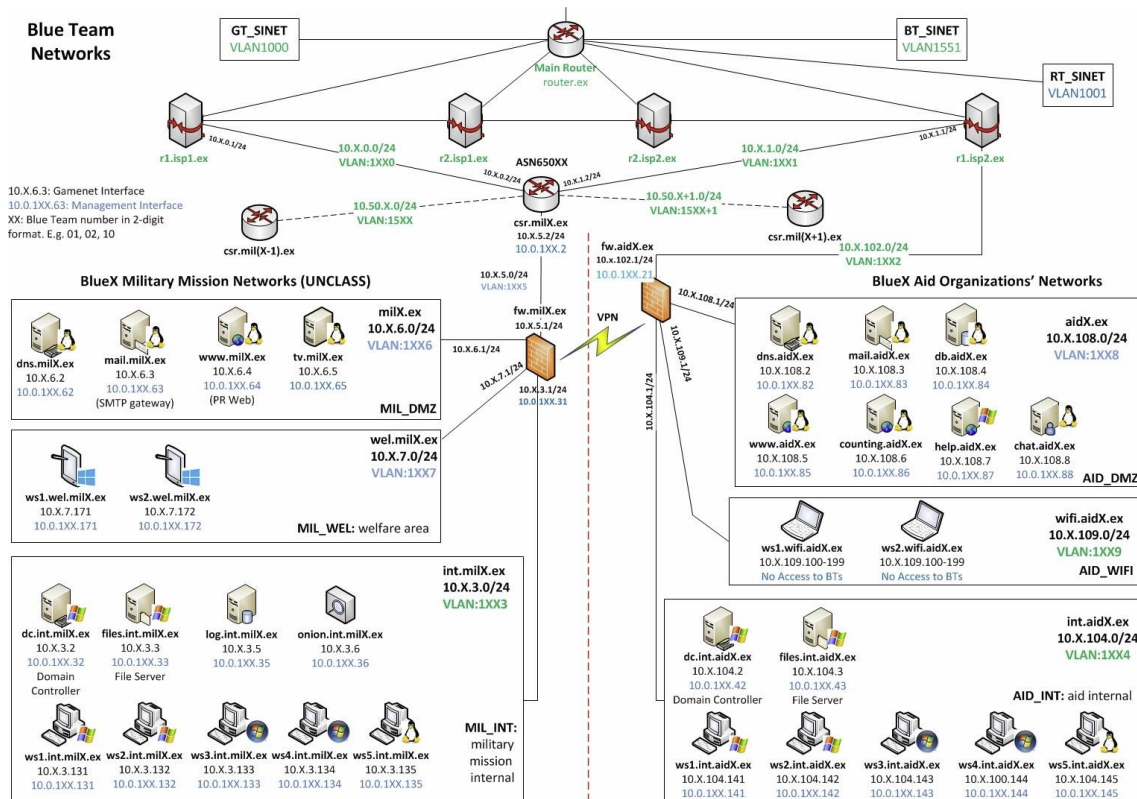 Blue Team
Networks
GT_SINET
VLAN1000
BT_SINET
VLAN1551
RT_SINET
VLAN1001
Main Router
router.ex
10.X.0.1/24
10.X.1.1/24
r1.isp1.ex
r2.isp1.ex
r2.isp2.ex
r1.isp2.ex
10.X.0.0/24
VLAN:1XX0
10.X.1.0/24
VLAN:1XX1
ASN650XX
10.X.0.2/24
10.X.1.2/24
10.X.6.3: Gamenet Interface
10.0.1XX.63: Management Interface
XX: Blue Team number in 2-digit
format. E.g. 01, 02, 10
10.50.X.0/24
VLAN:15XX
10.50.X+1.0/24
VLAN:15XX+1
csr.mil(X-1).ex
csr.milX.ex
10.X.5.2/24
10.0.1XX.2
csr.mil(X+1).ex
10.X.102.0/24
VLAN:1XX2
fw.aidX.ex
10.x.102.1/24
10.0.1XX.21
10.X.5.0/24
VLAN:1XX5
BlueX Military Mission Networks (UNCLASS)
BlueX Aid Organizations' Networks
fw.milX.ex
10.X.5.1/24
VPN
10.X.3.1/24
10.0.1XX.31
10.X.6.1/24
10.X.7.1/24
10.X.108.1/24
10.X.109.1/24
10.X.104.1/24
milX.ex
10.X.6.0/24
VLAN:1XX6
dns.milX.ex
10.X.6.2
10.0.1XX.62
mail.milX.ex
10.X.6.3
10.0.1XX.63
(SMTP gateway)
www.milX.ex
10.X.6.4
10.0.1XX.64
(PR Web)
tv.milX.ex
10.X.6.5
10.0.1XX.65
MIL_DMZ
wel.milX.ex
10.X.7.0/24
VLAN:1XX7
ws1.wel.milX.ex
10.X.7.171
10.0.1XX.171
ws2.wel.milX.ex
10.X.7.172
10.0.1XX.172
MIL_WEL: welfare area
int.milX.ex
10.X.3.0/24
VLAN:1XX3
dc.int.milX.ex
10.X.3.2
10.0.1XX.32
Domain
Controller
files.int.milX.ex
10.X.3.3
10.0.1XX.33
File Server
log.int.milX.ex
10.X.3.5
10.0.1XX.35
onion.int.milX.ex
10.X.3.6
10.0.1XX.36
ws1.int.milX.ex
10.X.3.131
10.0.1XX.131
ws2.int.milX.ex
10.X.3.132
10.0.1XX.132
ws3.int.milX.ex
10.X.3.133
10.0.1XX.133
ws4.int.milX.ex
10.X.3.134
10.0.1XX.134
ws5.int.milX.ex
10.X.3.135
10.0.1XX.135
MIL_INT:
military
mission
internal
aidX.ex
10.X.108.0/24
VLAN:1XX8
dns.aidX.ex
10.X.108.2
10.0.1XX.82
mail.aidX.ex
10.X.108.3
10.0.1XX.83
db.aidX.ex
10.X.108.4
10.0.1XX.84
www.aidX.ex
10.X.108.5
10.0.1XX.85
counting.aidX.ex
10.X.108.6
10.0.1XX.86
help.aidX.ex
10.X.108.7
10.0.1XX.87
chat.aidX.ex
10.X.108.8
10.0.1XX.88
AID_DMZ
wifi.aidX.ex
10.X.109.0/24
VLAN:1XX9
ws1.wifi.aidX.ex
10.X.109.100-199
No Access to BTs
ws2.wifi.aidX.ex
10.X.109.100-199
No Access to BTs
AID_WIFI
int.aidX.ex
10.X.104.0/24
VLAN:1XX4
dc.int.aidX.ex
10.X.104.2
10.0.1XX.42
Domain Controller
files.int.aidX.ex
10.X.104.3
10.0.1XX.43
File Server
AID_INT: aid internal
ws1.int.aidX.ex
10.X.104.141
10.0.1XX.141
ws2.int.aidX.ex
10.X.104.142
10.0.1XX.142
ws3.int.aidX.ex
10.X.104.143
10.0.1XX.143
ws4.int.aidX.ex
10.X.100.144
10.0.1XX.144
ws5.int.aidX.ex
10.X.104.145
10.0.1XX.145